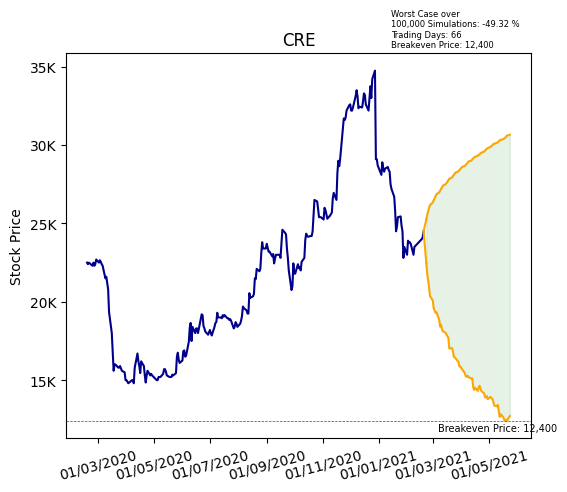 Worst Case over
100,000 Simulations: -49.32 %
Trading Days: 66
Breakeven Price: 12,400
CRE
Stock Price
35K
30K
25K
20K
15K
Breakeven Price: 12,400
01/03/2020
01/05/2020
01/07/2020
01/09/2020
01/11/2020
01/01/2021
01/03/2021
01/05/2021